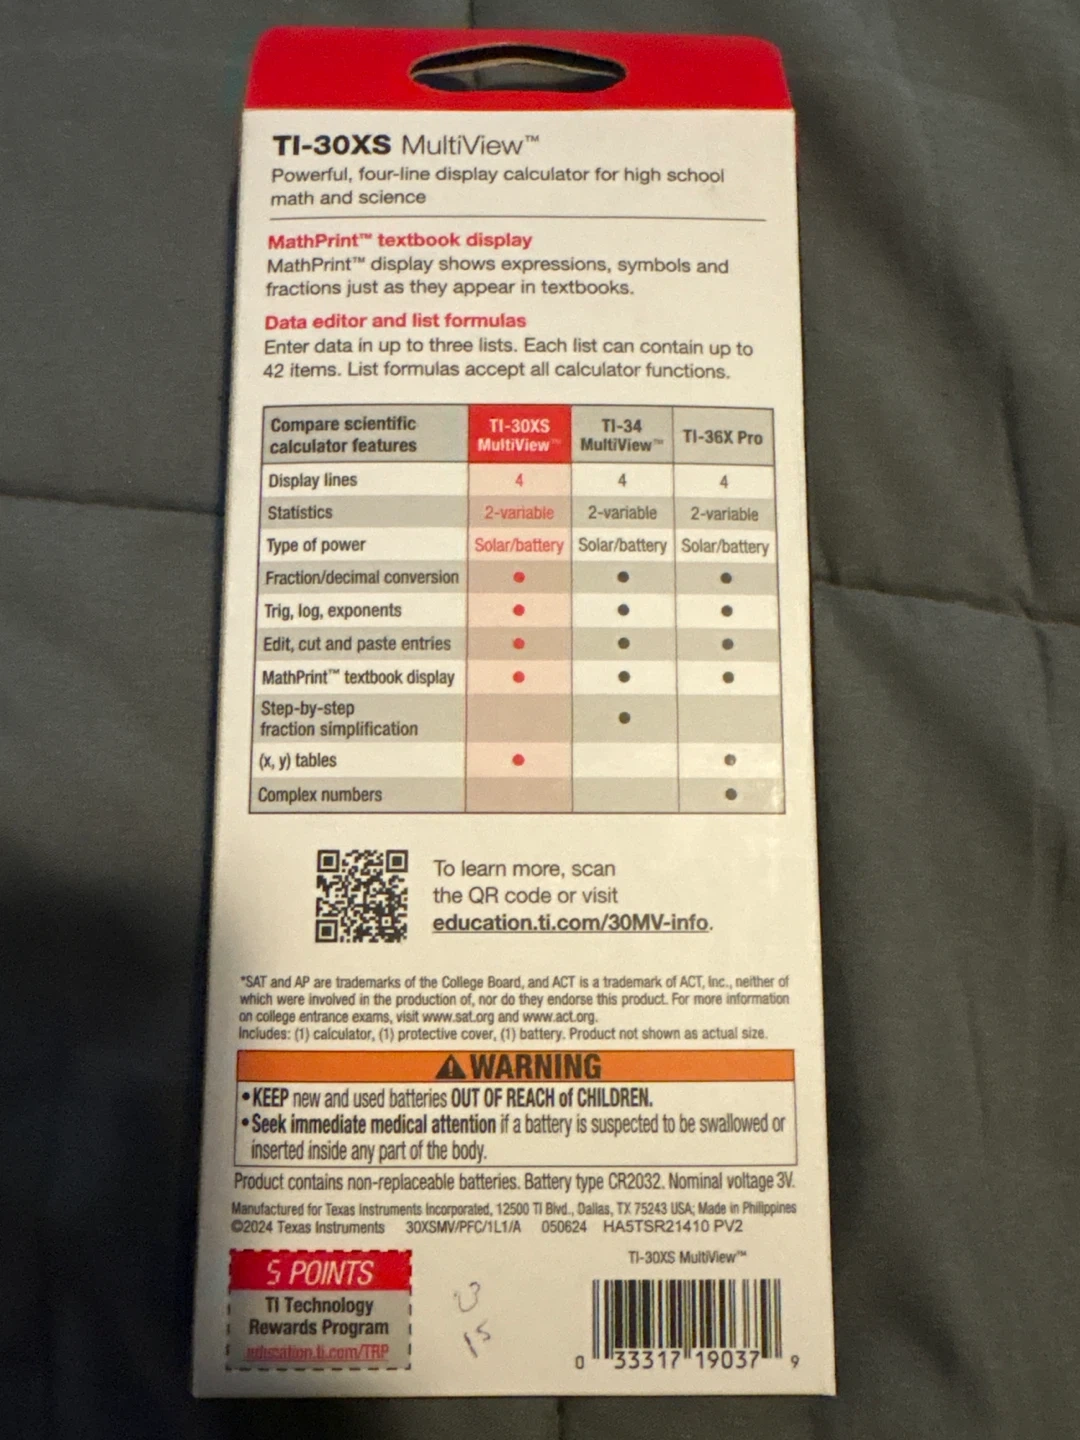 TI-30XS MultiView™
Powerful, four-line display calculator for high school
math and science
MathPrint™ textbook display
MathPrint™ display shows expressions, symbols and
fractions just as they appear in textbooks.
Data editor and list formulas
Enter data in up to three lists. Each list can contain up to
42 items. List formulas accept all calculator functions.
Compare scientific
calculator features
TI-30XS
MultiView™
TI-34
MultiView™
TI-36X Pro
Display lines 4 4 4
Statistics 2-variable 2-variable 2-variable
Type of power Solar/battery Solar/battery Solar/battery
Fraction/decimal conversion • • •
Trig, log, exponents • • •
Edit, cut and paste entries • • •
MathPrint™ textbook display • • •
Step-by-step
fraction simplification •
(x, y) tables • •
Complex numbers •
To learn more, scan
the QR code or visit
education.ti.com/30MV-info.
*SAT and AP are trademarks of the College Board, and ACT is a trademark of ACT, Inc., neither of
which were involved in the production of, nor do they endorse this product. For more information
on college entrance exams, visit www.sat.org and www.act.org.
Includes: (1) calculator, (1) protective cover, (1) battery. Product not shown as actual size.
⚠ WARNING
• KEEP new and used batteries OUT OF REACH of CHILDREN.
• Seek immediate medical attention if a battery is suspected to be swallowed or
inserted inside any part of the body.
Product contains non-replaceable batteries. Battery type CR2032. Nominal voltage 3V.
Manufactured for Texas Instruments Incorporated, 12500 TI Blvd., Dallas, TX 75243 USA; Made in Philippines
©2024 Texas Instruments 30XSMV/PFC/1L1/A 050624 HA5TSR21410 PV2
5 POINTS
TI Technology
Rewards Program
education.ti.com/TRP
15
TI-30XS MultiView™
0 33317 19037 9